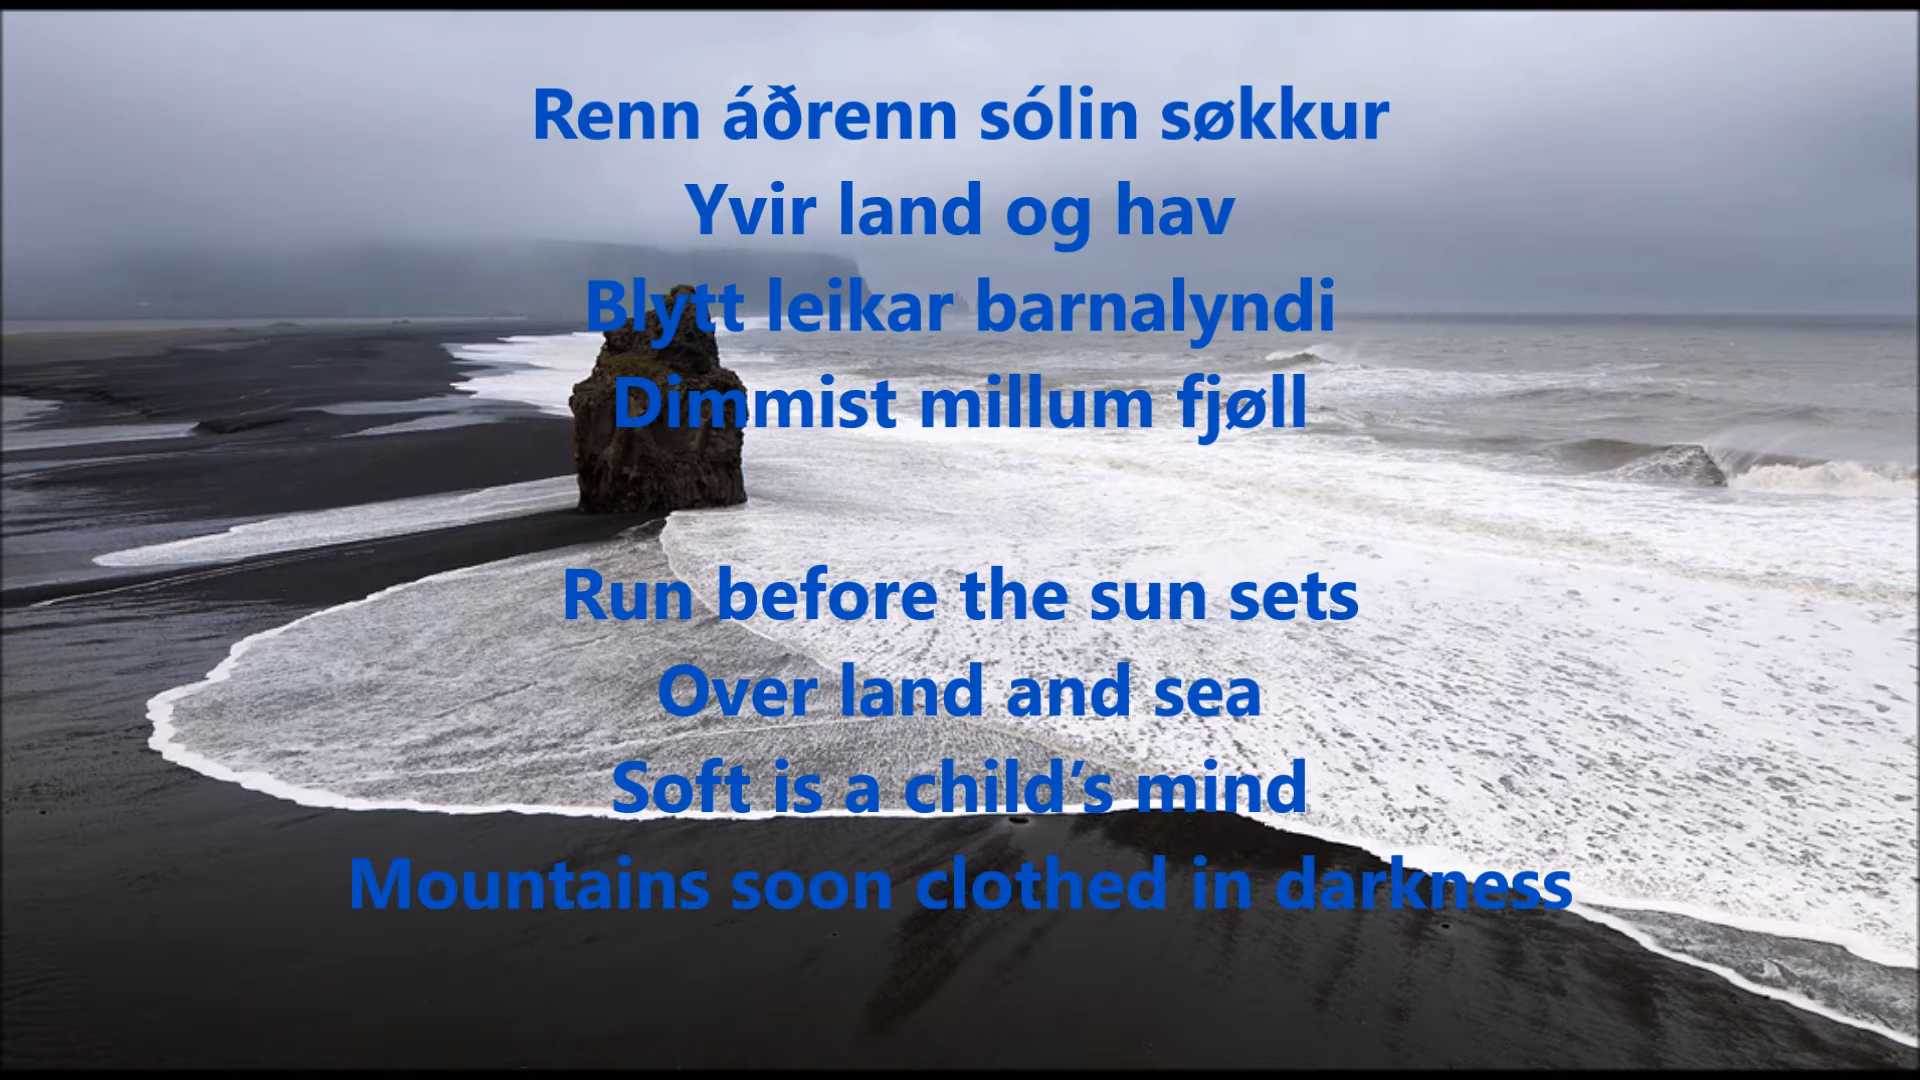 Renn áðrenn sólin søkkur
Yvir land og hav
Blytt leikar barnalyndi
Dimmist millum fjøll
Run before the sun sets
Over land and sea
Soft is a child’s mind
Mountains soon clothed in darkness